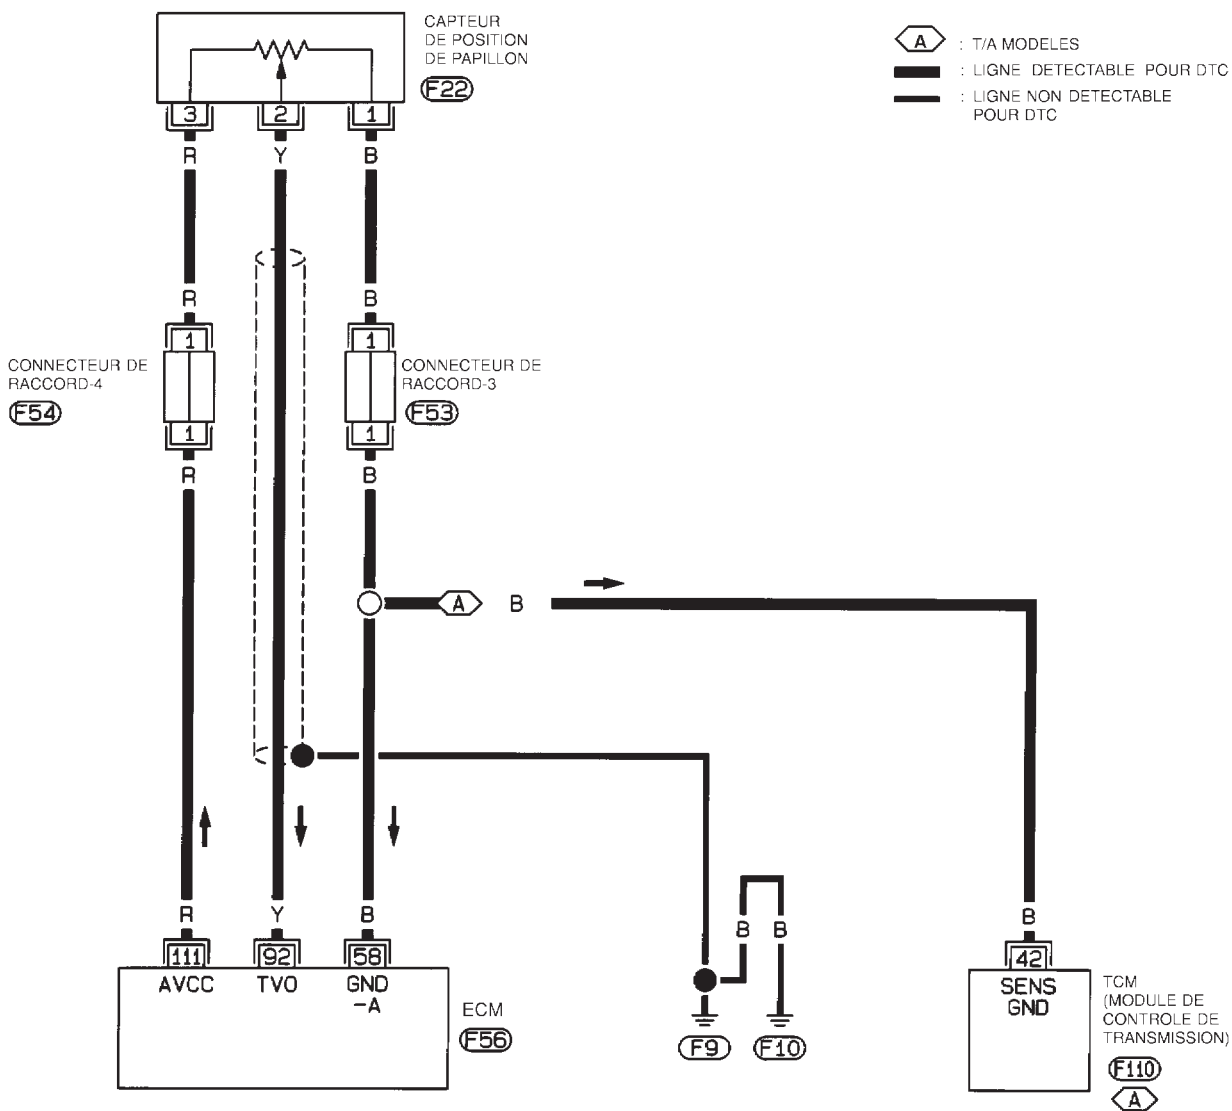 CAPTEUR
DE POSITION
DE PAPILLON
F22
A : T/A MODELES
: LIGNE DETECTABLE POUR DTC
: LIGNE NON DETECTABLE
POUR DTC
3 2 1
R Y B
R B
1 1
CONNECTEUR DE
RACCORD-4
F54
CONNECTEUR DE
RACCORD-3
F53
1 1
R B
A B
R Y B
111 92 58
AVCC TVO GND
-A
ECM
F56
B B
F9 F10
B
42
SENS
GND
TCM
(MODULE DE
CONTROLE DE
TRANSMISSION)
F110
A